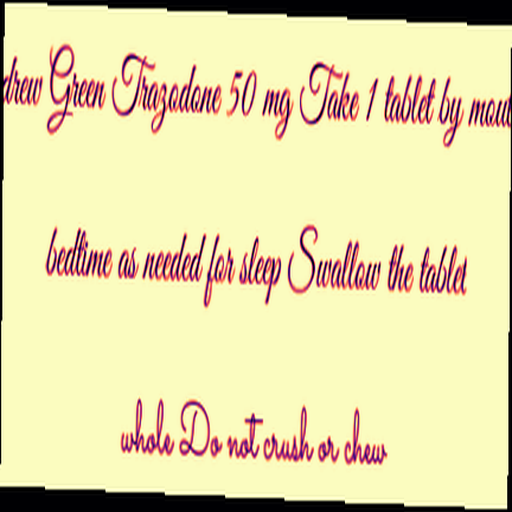 drew Green Trazodone 50 mg Take 1 tablet by mout
bedtime as needed for sleep Swallow the tablet
whole Do not crush or chew